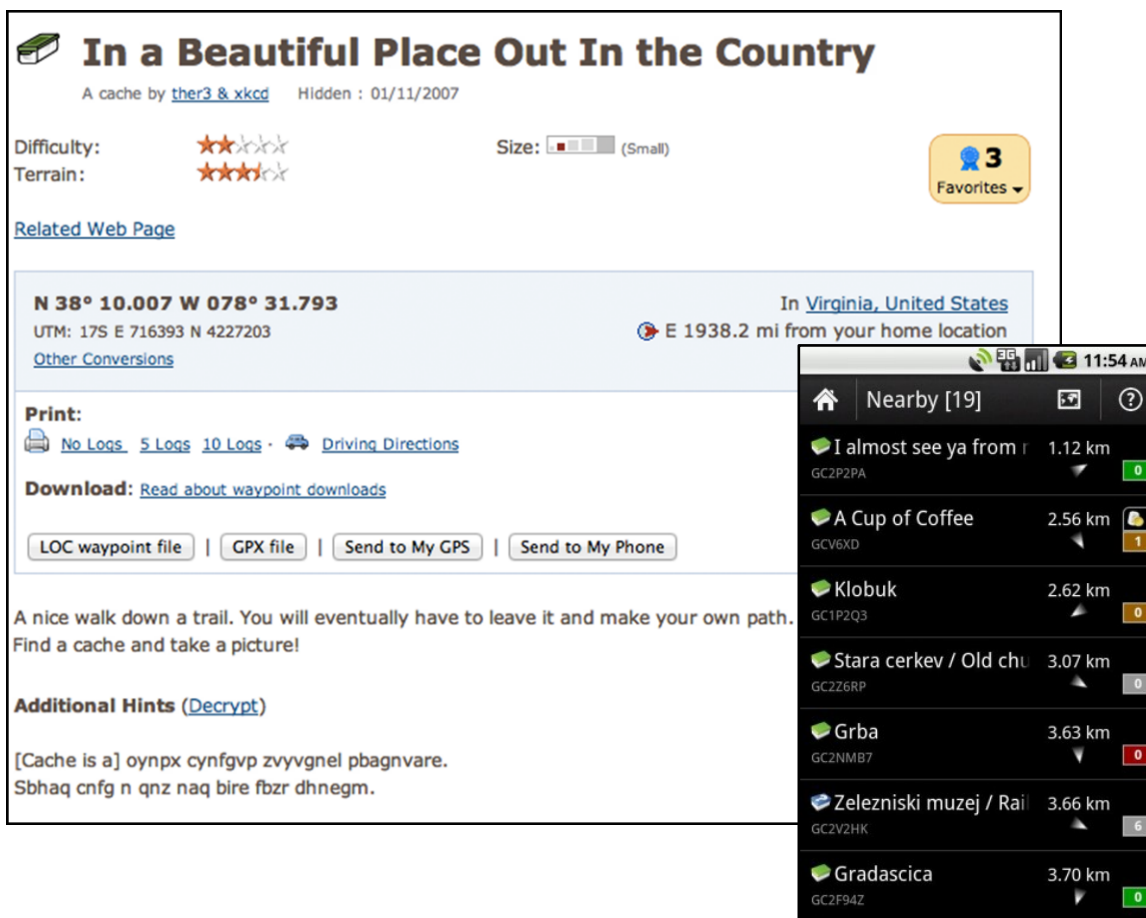 In a Beautiful Place Out In the Country
A cache by ther3 & xkcd Hidden : 01/11/2007
Difficulty:
Size: (Small)
Terrain:
3
Favorites
Related Web Page
N 38° 10.007 W 078° 31.793
In Virginia, United States
UTM: 17S E 716393 N 4227203
E 1938.2 mi from your home location
Other Conversions
Print:
No Logs 5 Logs 10 Logs · Driving Directions
Download: Read about waypoint downloads
LOC waypoint file | GPX file | Send to My GPS | Send to My Phone
A nice walk down a trail. You will eventually have to leave it and make your own path.
Find a cache and take a picture!
Additional Hints (Decrypt)
[Cache is a] oynpx cynfgvp zvyvgnel pbagnvare.
Sbhaq cnfg n qnz naq bire fbzr dhnegm.
3G 11:54 AM
Nearby [19] ?
I almost see ya from 1.12 km
GC2P2PA 0
A Cup of Coffee 2.56 km
GCV6XD 1
Klobuk 2.62 km
GC1P2Q3 0
Stara cerkev / Old chu 3.07 km
GC2Z6RP 0
Grba 3.63 km
GC2NMB7 0
Zelezniski muzej / Rail 3.66 km
GC2V2HK 6
Gradascica 3.70 km
GC2F94Z 0